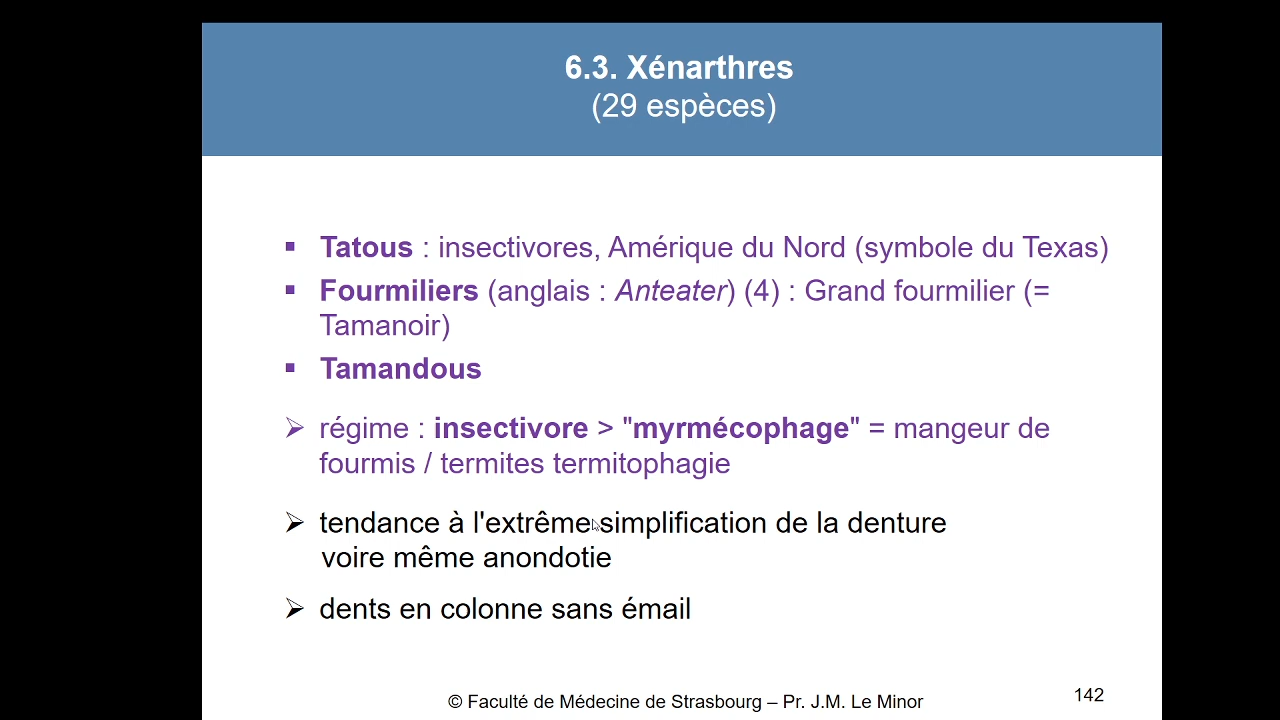 6.3. Xénarthres
(29 espèces)
▪ Tatous : insectivores, Amérique du Nord (symbole du Texas)
▪ Fourmiliers (anglais : Anteater) (4) : Grand fourmilier (=
Tamanoir)
▪ Tamandous
➢ régime : insectivore > "myrmécophage" = mangeur de
fourmis / termites termitophagie
➢ tendance à l'extrême simplification de la denture
voire même anondotie
➢ dents en colonne sans émail
© Faculté de Médecine de Strasbourg – Pr. J.M. Le Minor
142